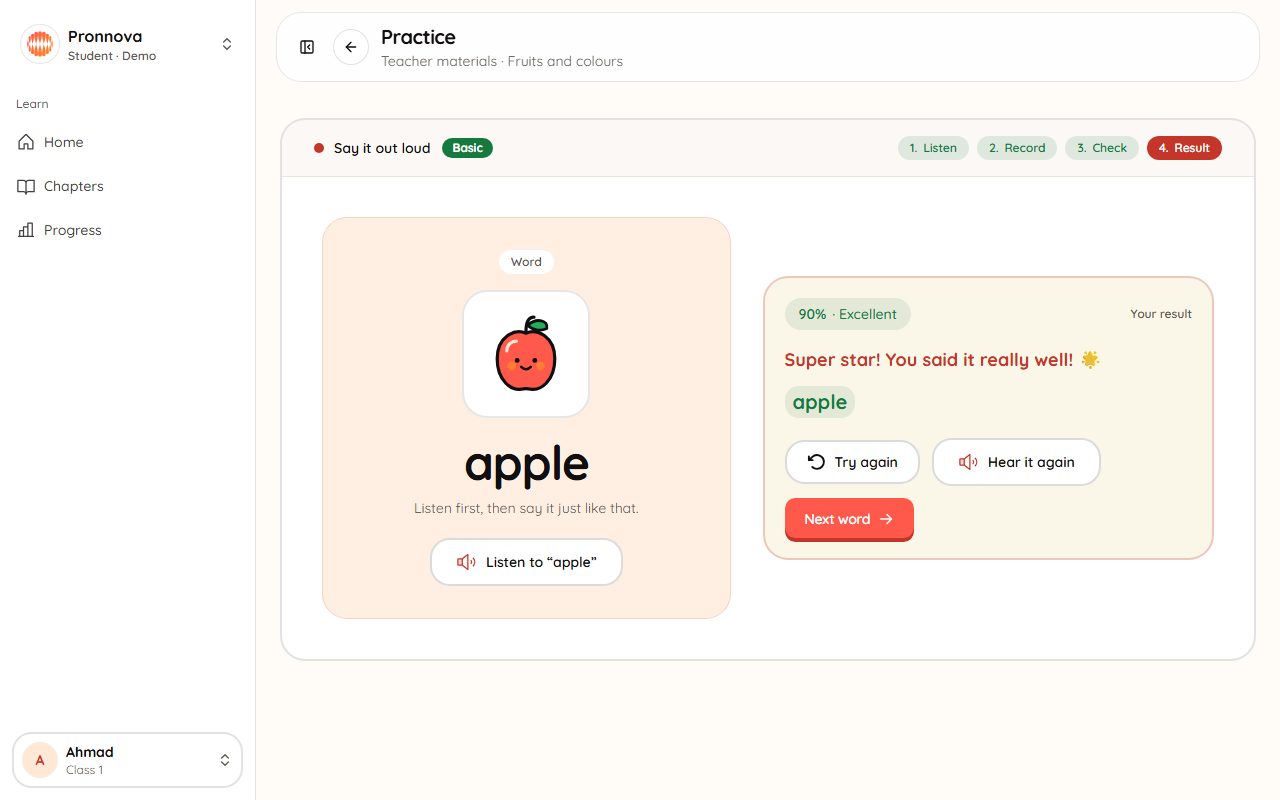 Pronnova
Student · Demo
Learn
Home
Chapters
Progress
Ahmad
Class 1
A
Practice
Teacher materials · Fruits and colours
Say it out loud
Basic
1. Listen
2. Record
3. Check
4. Result
Word
apple
Listen first, then say it just like that.
Listen to “apple”
90% · Excellent
Your result
Super star! You said it really well! 🌟
apple
Try again
Hear it again
Next word →